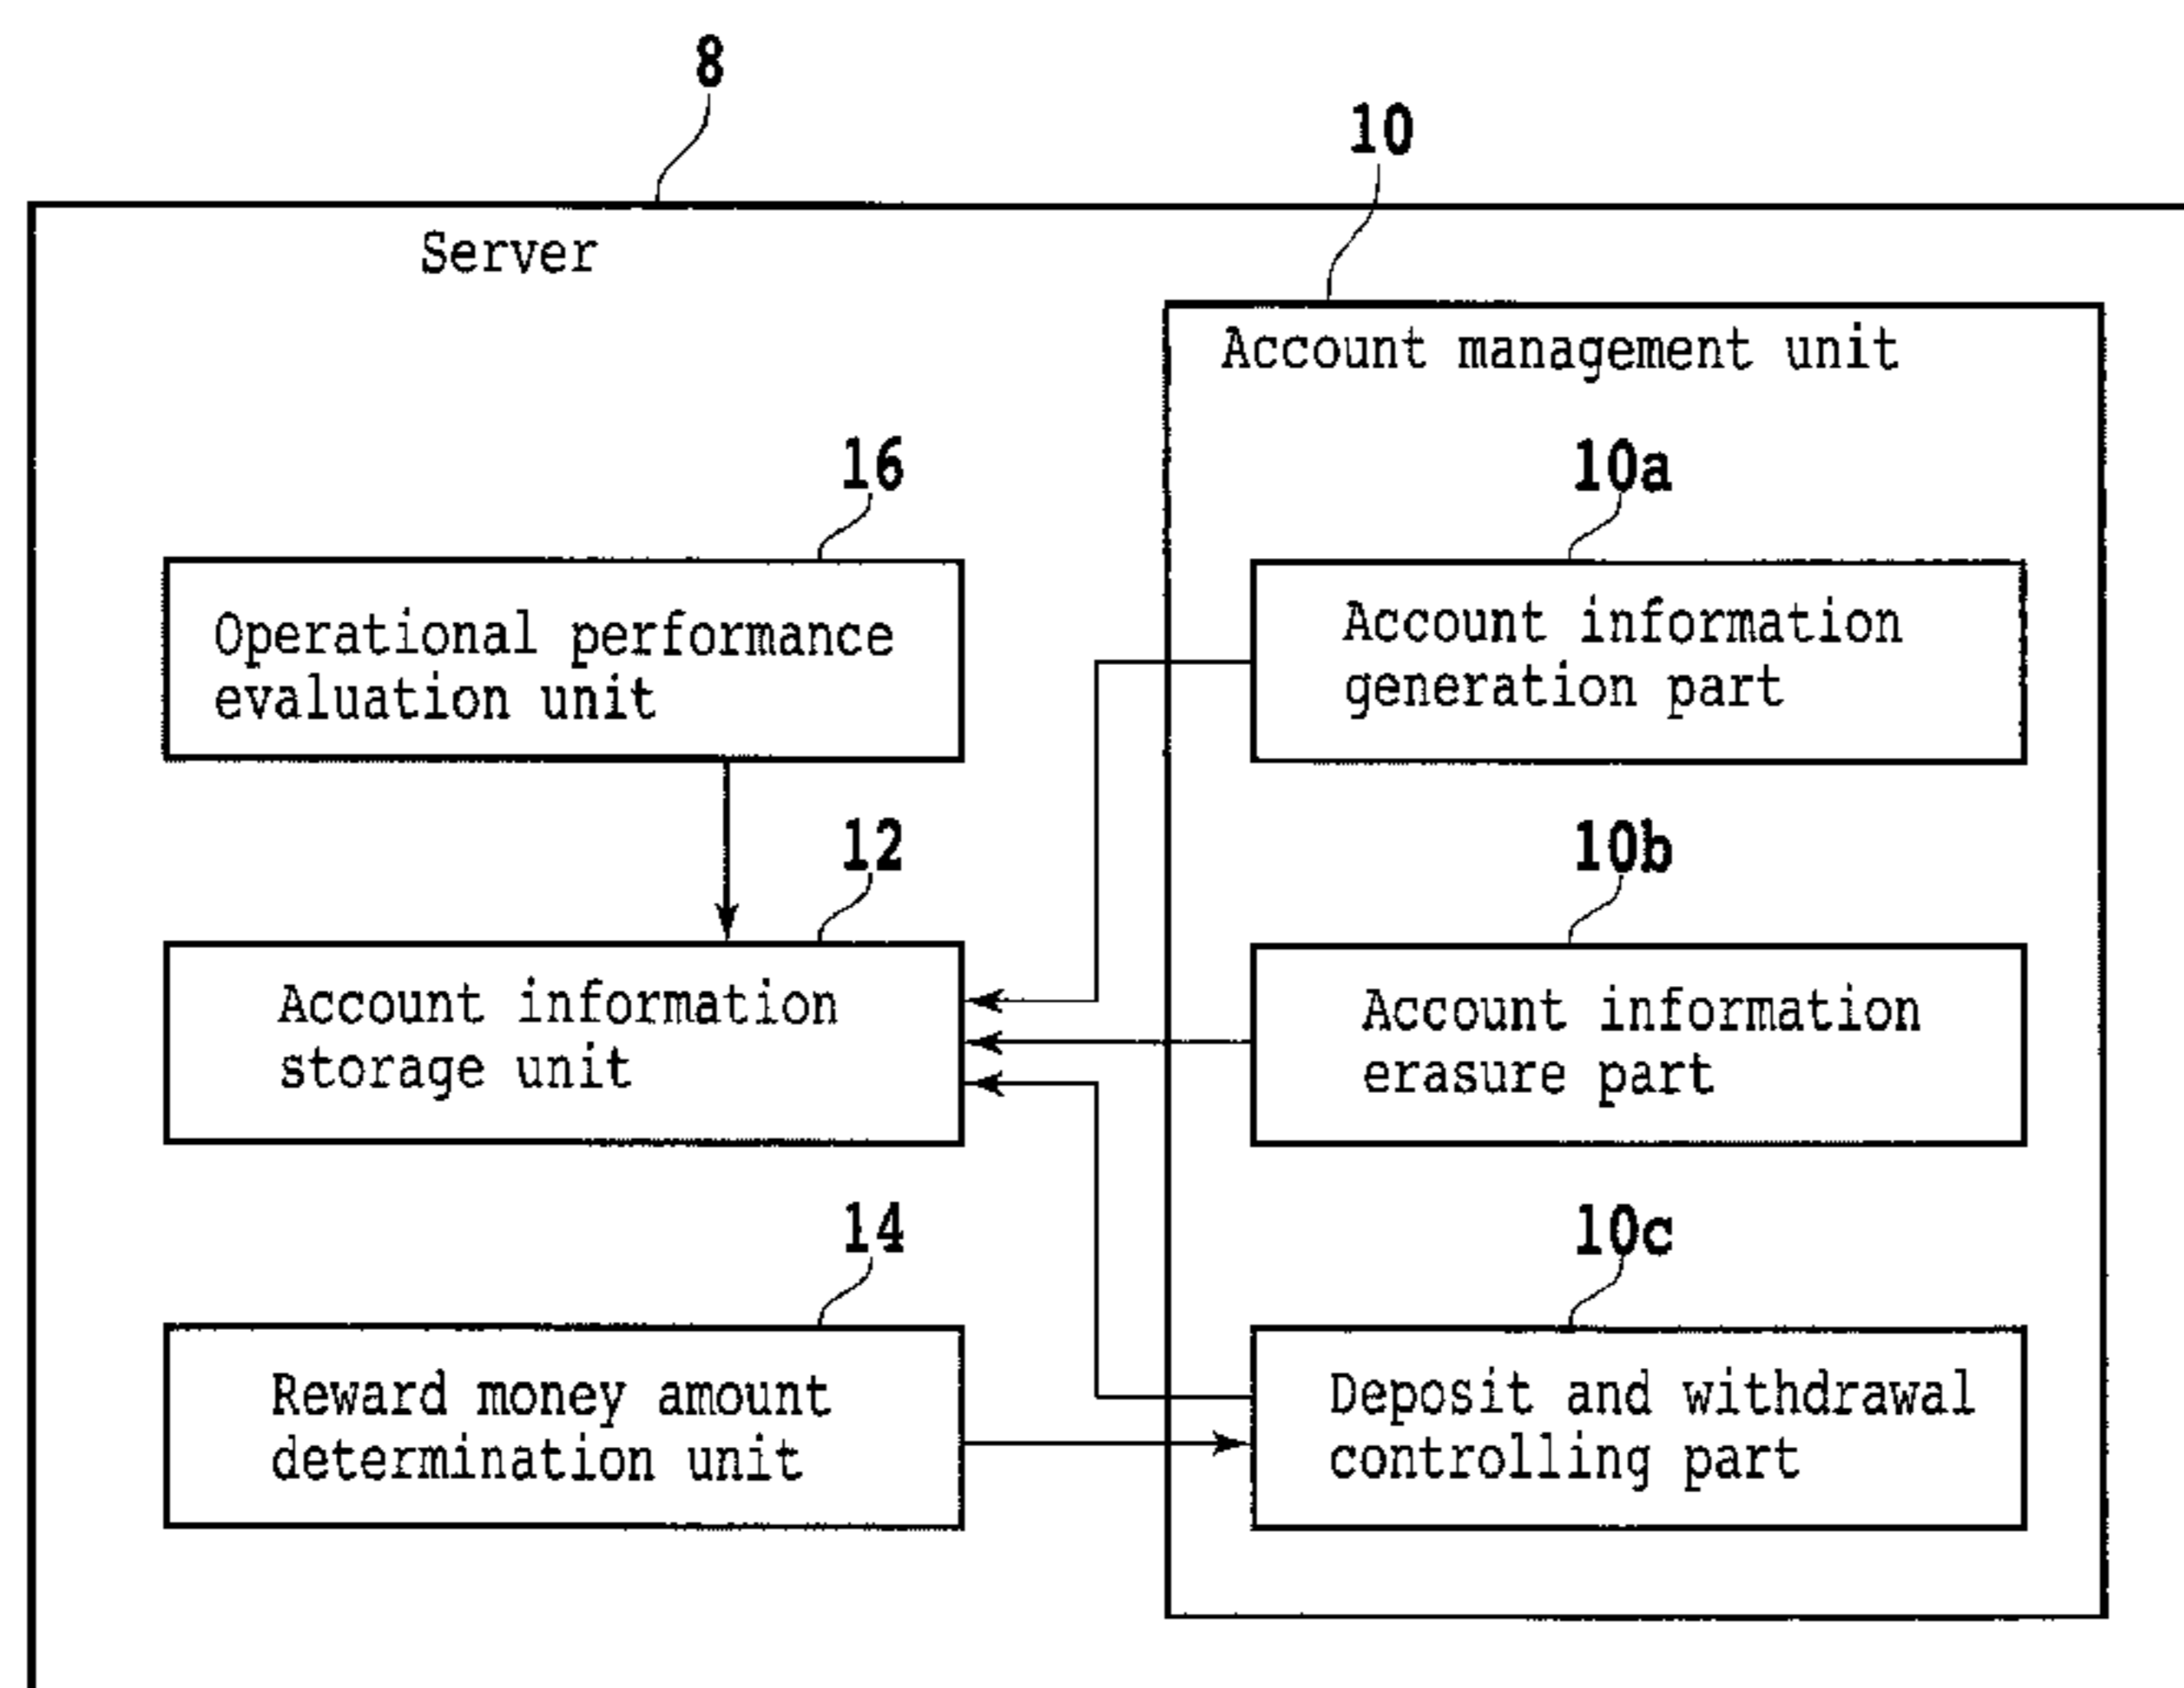 8
10
Server
Account management unit
16
10a
Operational performance
evaluation unit
Account information
generation part
12
10b
Account information
storage unit
Account information
erasure part
14
10c
Reward money amount
determination unit
Deposit and withdrawal
controlling part